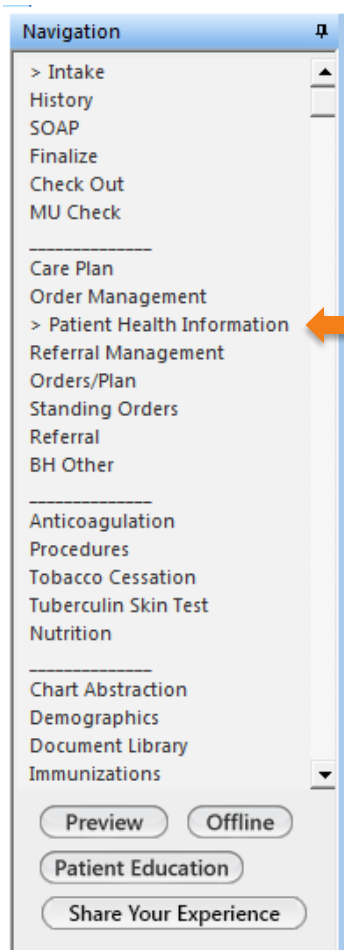 Navigation
> Intake
History
SOAP
Finalize
Check Out
MU Check
______________
Care Plan
Order Management
> Patient Health Information
Referral Management
Orders/Plan
Standing Orders
Referral
BH Other
______________
Anticoagulation
Procedures
Tobacco Cessation
Tuberculin Skin Test
Nutrition
______________
Chart Abstraction
Demographics
Document Library
Immunizations
Preview Offline
Patient Education
Share Your Experience